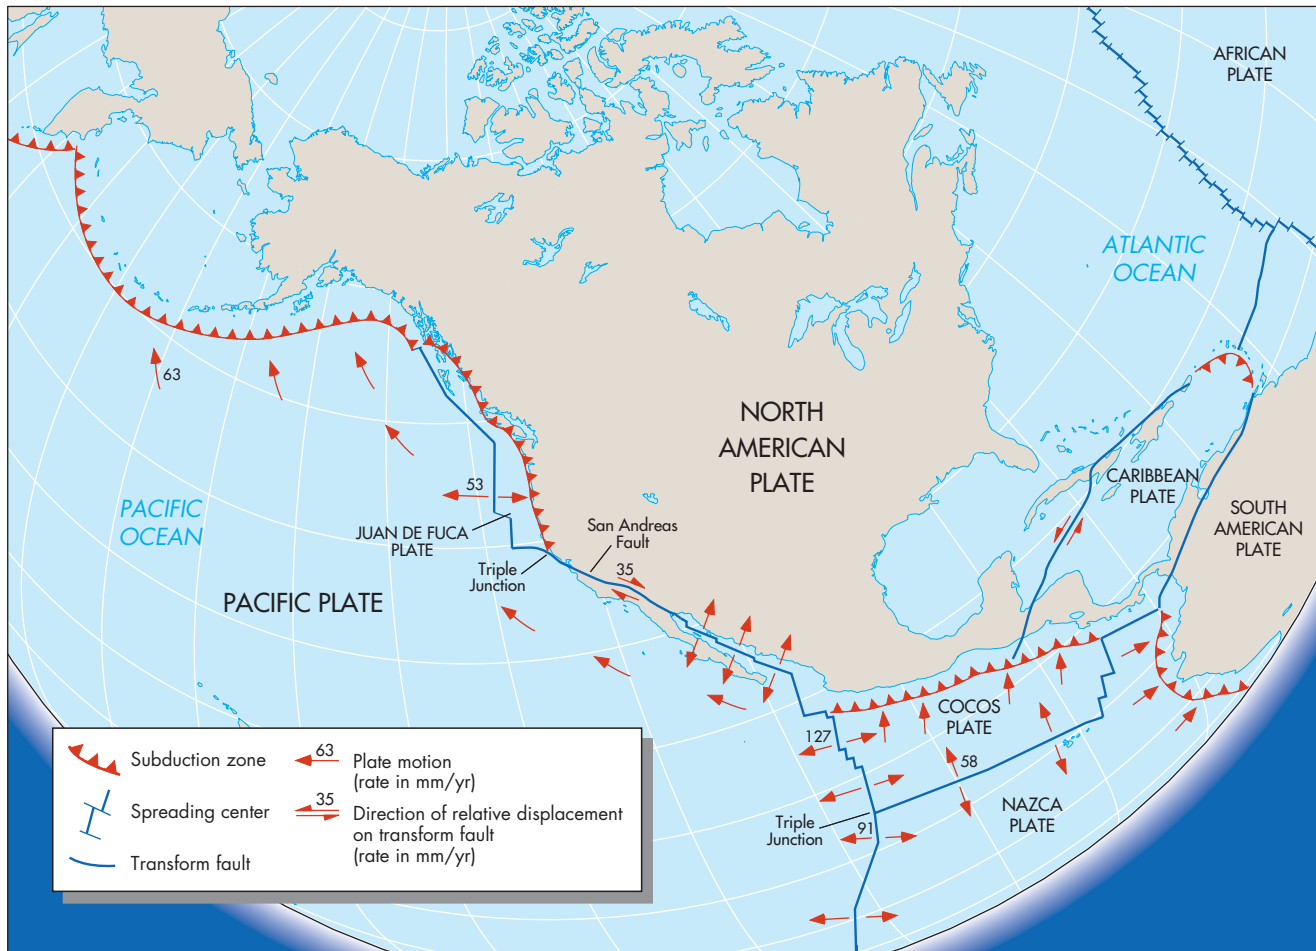 AFRICAN
PLATE
ATLANTIC
OCEAN
63
NORTH
AMERICAN
PLATE
CARIBBEAN
PLATE
53
PACIFIC
OCEAN
SOUTH
AMERICAN
PLATE
JUAN DE FUCA
PLATE
San Andreas
Fault
Triple
Junction
35
PACIFIC PLATE
COCOS
PLATE
127
58
NAZCA
PLATE
Triple
Junction
91
Subduction zone
Spreading center
Transform fault
63
Plate motion
(rate in mm/yr)
35
Direction of relative displacement
on transform fault
(rate in mm/yr)